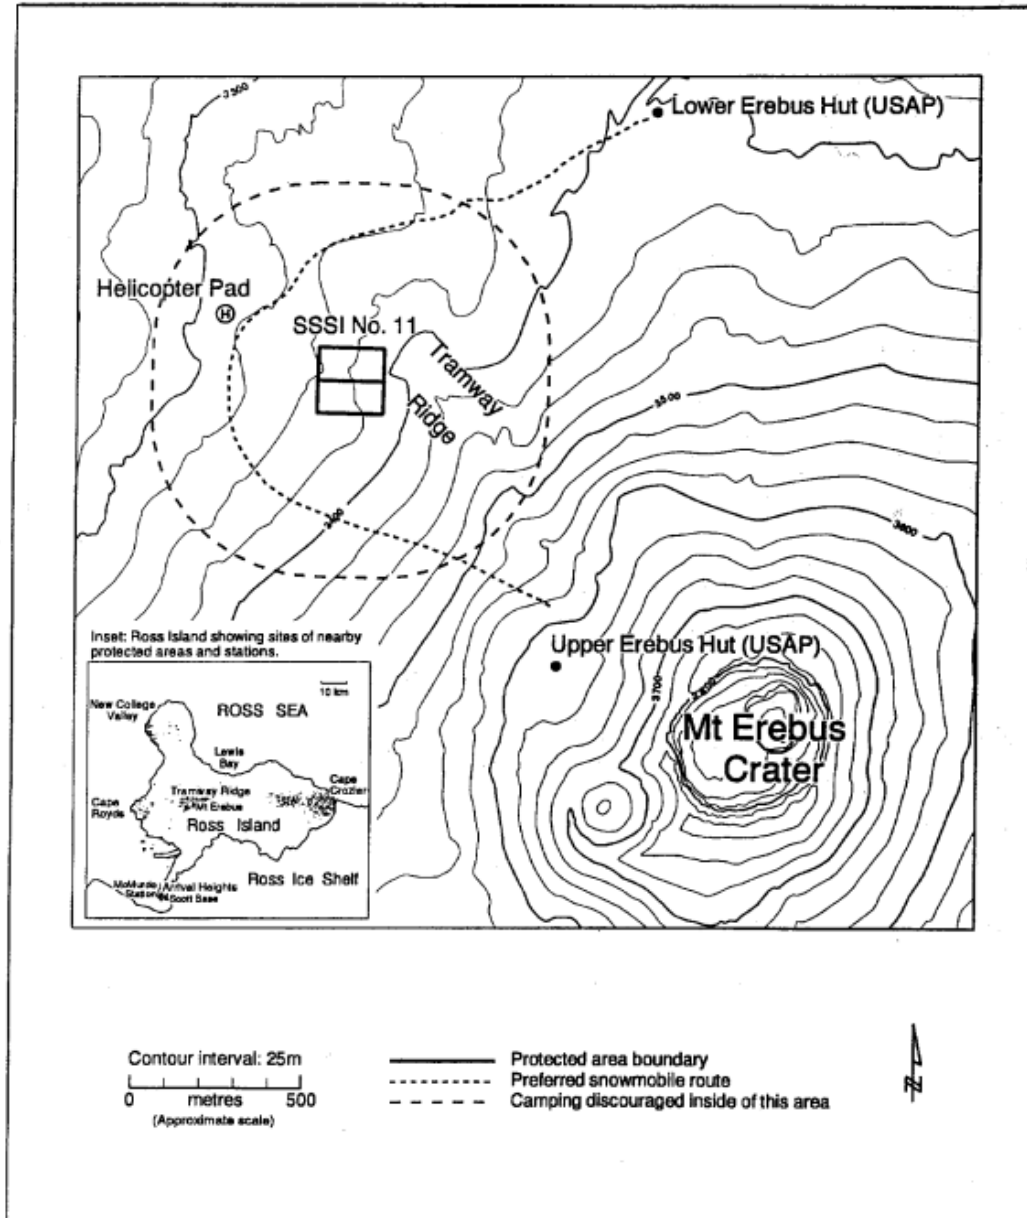 3300
Lower Erebus Hut (USAP)
Helicopter Pad
H
SSSI No. 11
Tramway
Ridge
3500
3400
3600
Inset: Ross Island showing sites of nearby
protected areas and stations.
Upper Erebus Hut (USAP)
3700
Mt Erebus
Crater
10 km
New College
Valley
ROSS SEA
Lewis
Bay
Cape
Crozier
Tramway Ridge
Mt Erebus
Cape
Royds
Ross Island
Ross Ice Shelf
McMurdo
Station
Arrival Heights
Scott Base
Contour interval: 25m
0 metres 500
(Approximate scale)
Protected area boundary
Preferred snowmobile route
Camping discouraged inside of this area
N